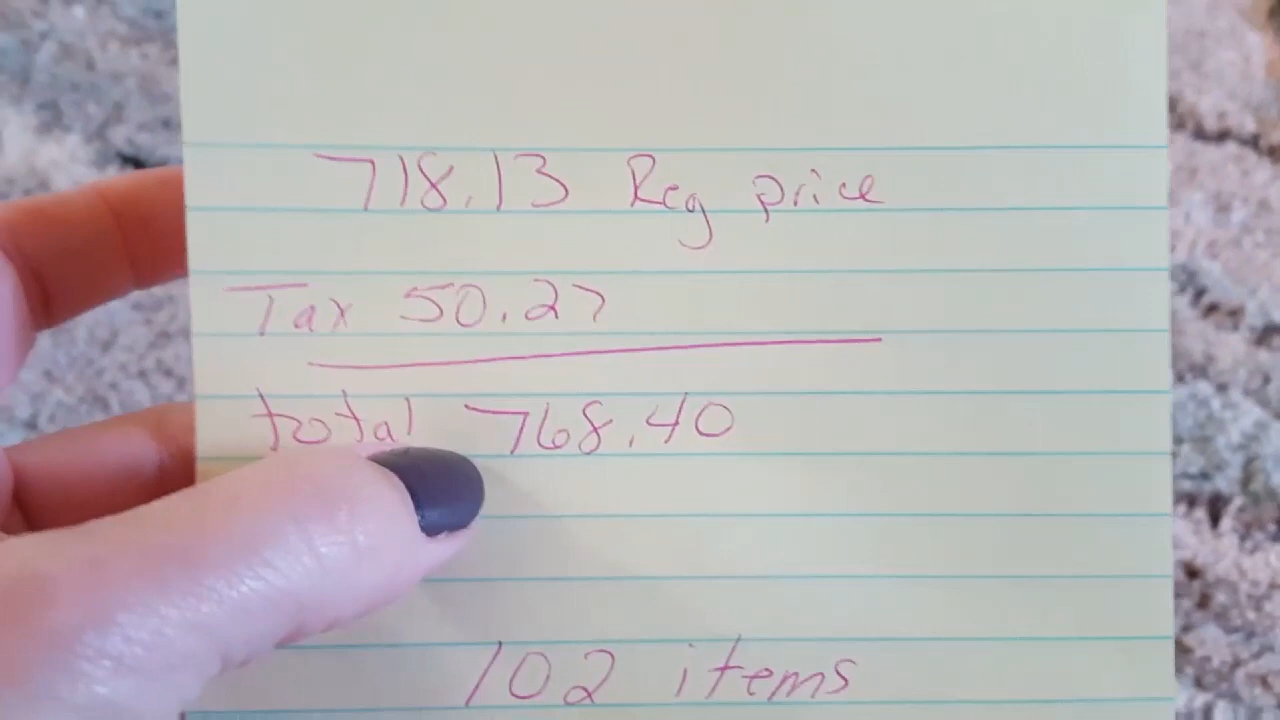 718.13 Reg price
Tax 50.27
total 768.40
102 items